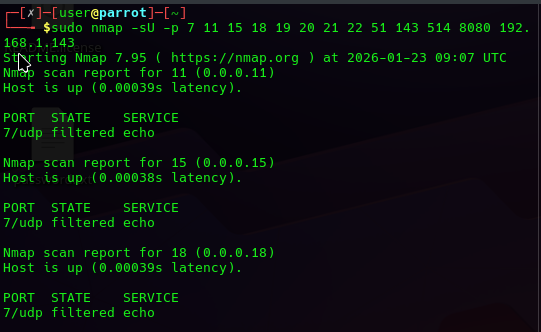 ┌─[✗]─[user@parrot]─[~]
└──╼ $sudo nmap -sU -p 7 11 15 18 19 20 21 22 51 143 514 8080 192.
168.1.143
Starting Nmap 7.95 ( https://nmap.org ) at 2026-01-23 09:07 UTC
Nmap scan report for 11 (0.0.0.11)
Host is up (0.00039s latency).
PORT  STATE    SERVICE
7/udp filtered echo
Nmap scan report for 15 (0.0.0.15)
Host is up (0.00038s latency).
PORT  STATE    SERVICE
7/udp filtered echo
Nmap scan report for 18 (0.0.0.18)
Host is up (0.00039s latency).
PORT  STATE    SERVICE
7/udp filtered echo